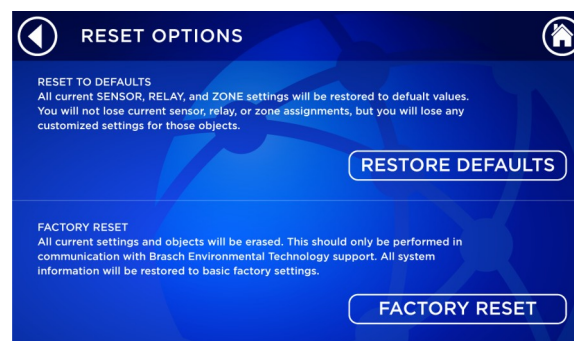 RESET OPTIONS
RESET TO DEFAULTS
All current SENSOR, RELAY, and ZONE settings will be restored to defualt values.
You will not lose current sensor, relay, or zone assignments, but you will lose any
customized settings for those objects.
RESTORE DEFAULTS
FACTORY RESET
All current settings and objects will be erased. This should only be performed in
communication with Brasch Environmental Technology support. All system
information will be restored to basic factory settings.
FACTORY RESET